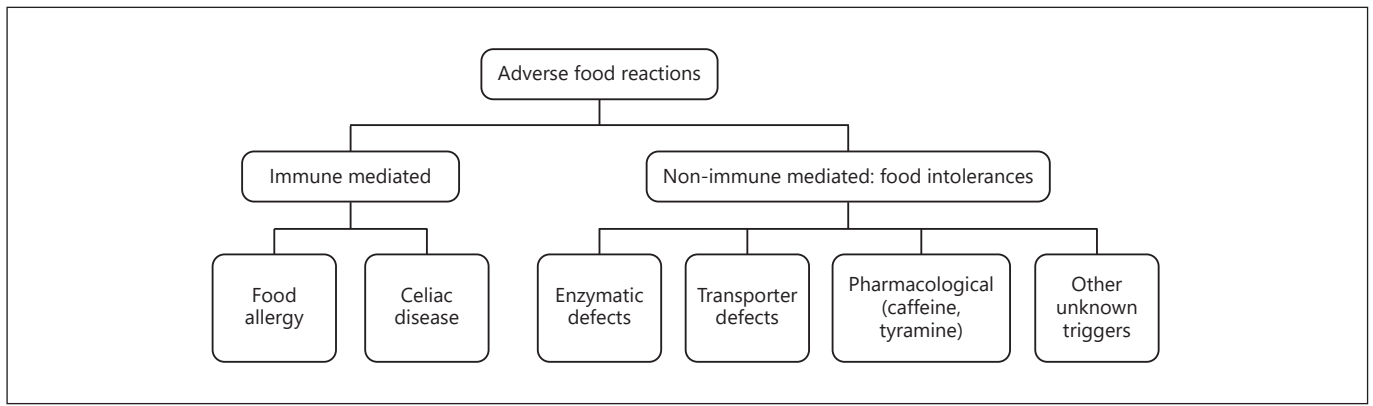 Adverse food reactions
Immune mediated
Non-immune mediated: food intolerances
Food
allergy
Celiac
disease
Enzymatic
defects
Transporter
defects
Pharmacological
(caffeine,
tyramine)
Other
unknown
triggers